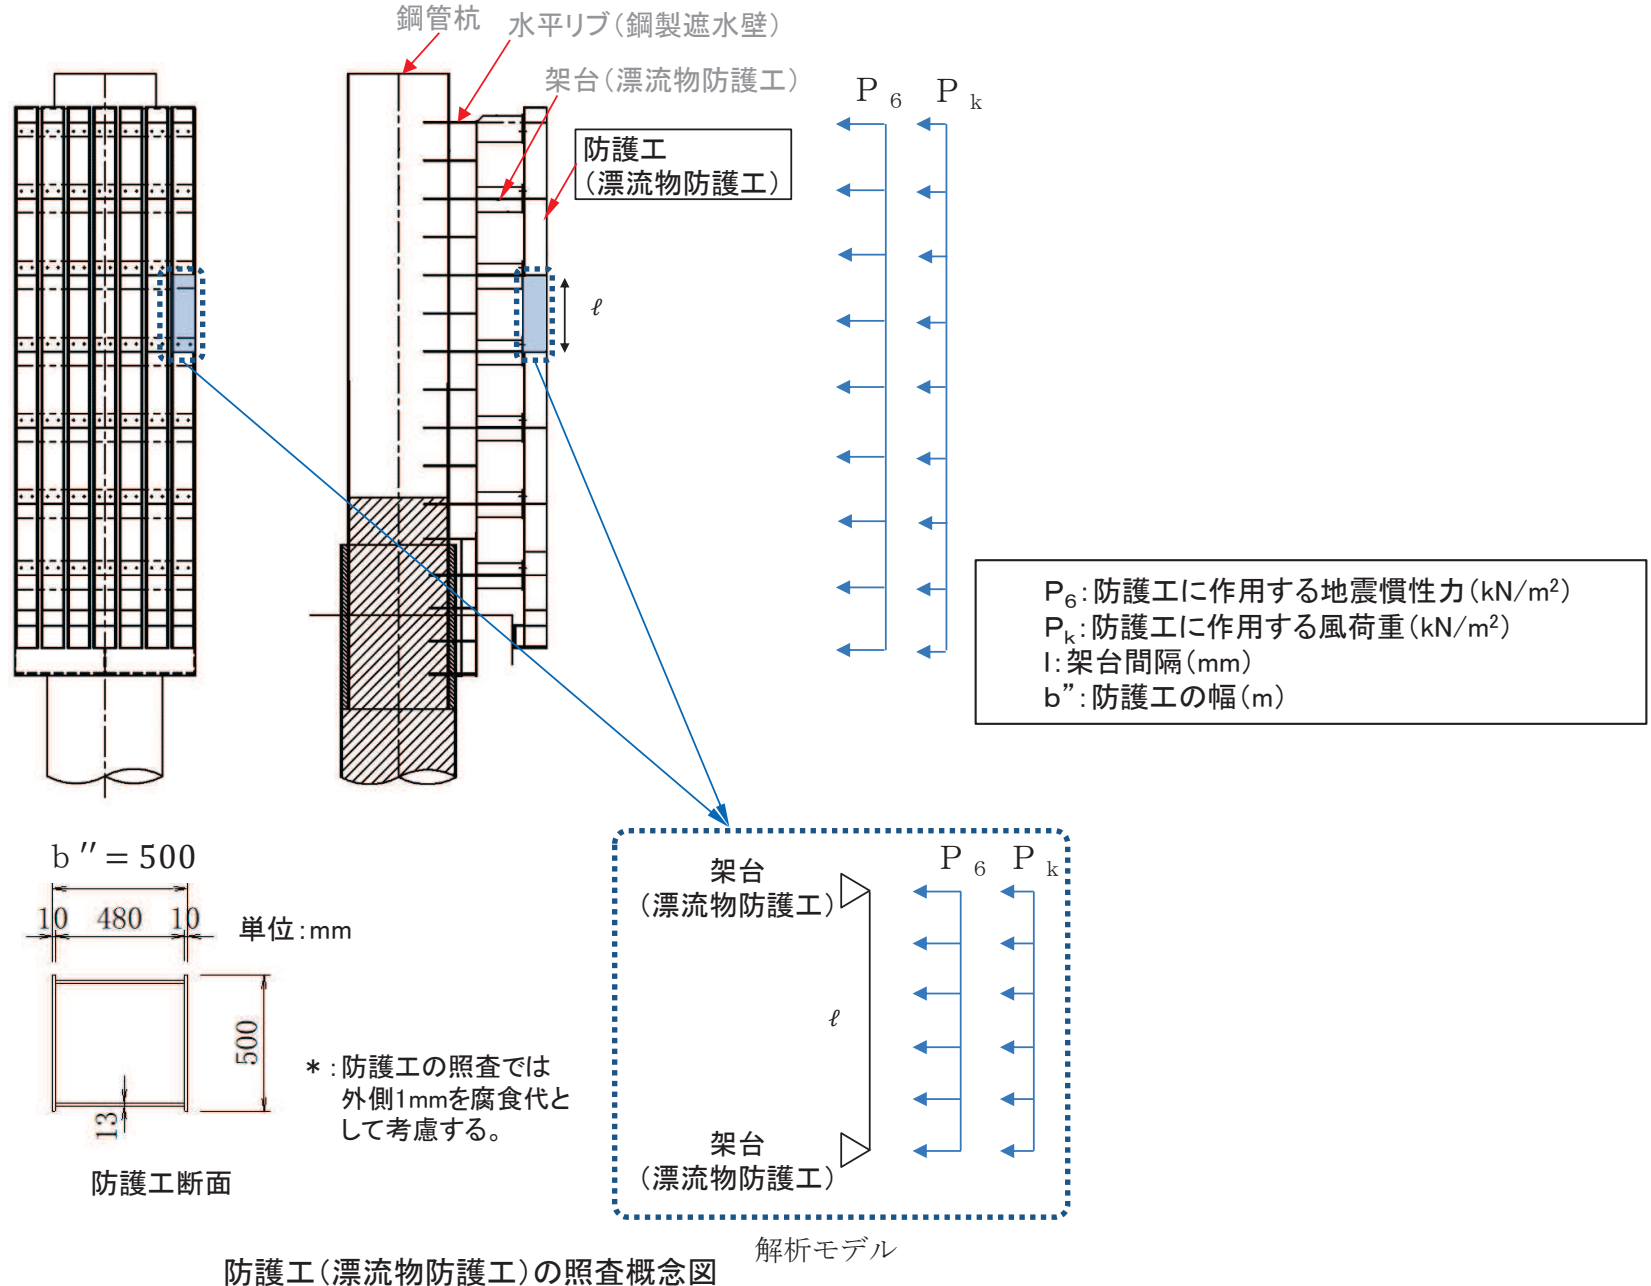 鋼管杭
水平リブ(鋼製遮水壁)
架台(漂流物防護工)
防護工
(漂流物防護工)
P6 Pk
ℓ
P6:防護工に作用する地震慣性力(kN/m²)
Pk:防護工に作用する風荷重(kN/m²)
l:架台間隔(mm)
b”:防護工の幅(m)
b ″ = 500
10 480 10
単位:mm
500
13
*:防護工の照査では
外側1mmを腐食代と
して考慮する。
防護工断面
架台
(漂流物防護工)
P6 Pk
ℓ
架台
(漂流物防護工)
解析モデル
防護工(漂流物防護工)の照査概念図